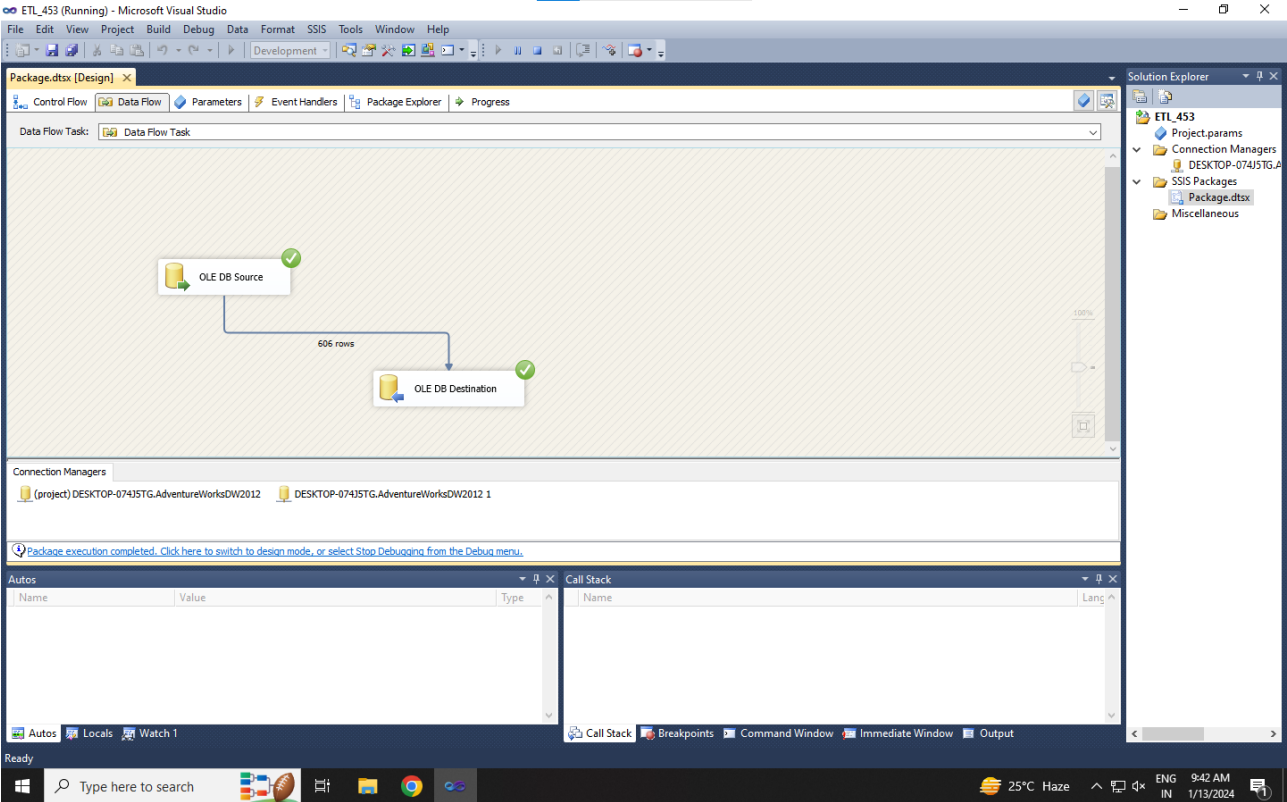 ETL_453 (Running) - Microsoft Visual Studio
File Edit View Project Build Debug Data Format SSIS Tools Window Help
Development
Package.dtsx [Design]
Solution Explorer
Control Flow Data Flow Parameters Event Handlers Package Explorer Progress
Data Flow Task: Data Flow Task
ETL_453
Project.params
Connection Managers
DESKTOP-074J5TG.A
SSIS Packages
Package.dtsx
Miscellaneous
OLE DB Source
606 rows
OLE DB Destination
100%
Connection Managers
(project) DESKTOP-074J5TG.AdventureWorksDW2012 DESKTOP-074J5TG.AdventureWorksDW2012 1
Package execution completed. Click here to switch to design mode, or select Stop Debugging from the Debug menu.
Autos
Name Value Type
Call Stack
Name Lang
Autos Locals Watch 1
Call Stack Breakpoints Command Window Immediate Window Output
Ready
Type here to search
25°C Haze
ENG
IN
9:42 AM
1/13/2024
1